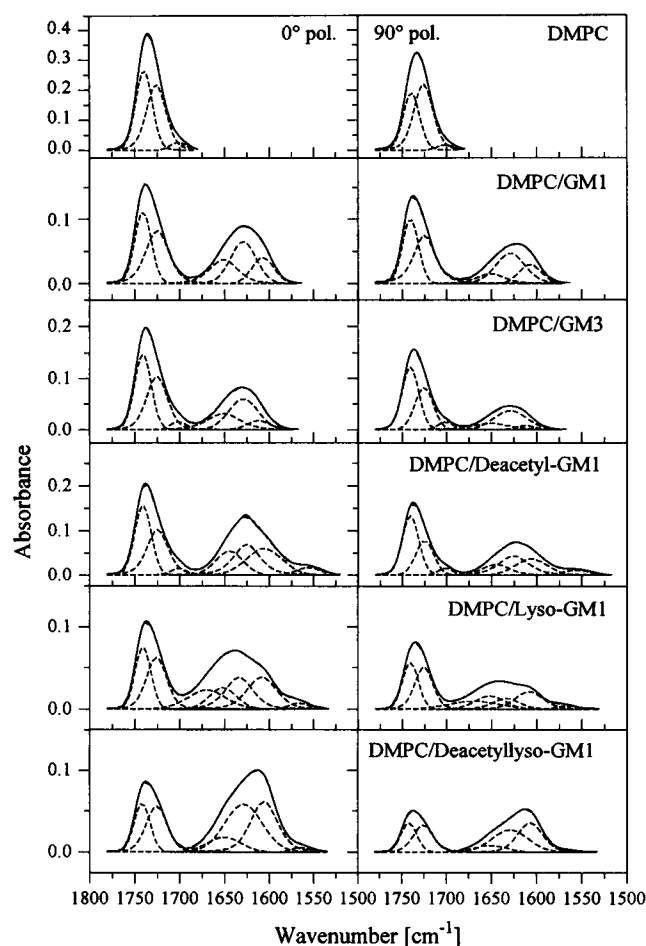 0° pol. 90° pol. DMPC
0.4
0.3
0.2
0.1
0.0
DMPC/GM1
0.1
0.0
DMPC/GM3
0.2
0.1
0.0
DMPC/Deacetyl-GM1
0.2
0.1
0.0
DMPC/Lyso-GM1
0.1
0.0
DMPC/Deacetyllyso-GM1
0.1
0.0
Absorbance
1800 1750 1700 1650 1600 1550 1500 1750 1700 1650 1600 1550 1500
Wavenumber [cm⁻¹]